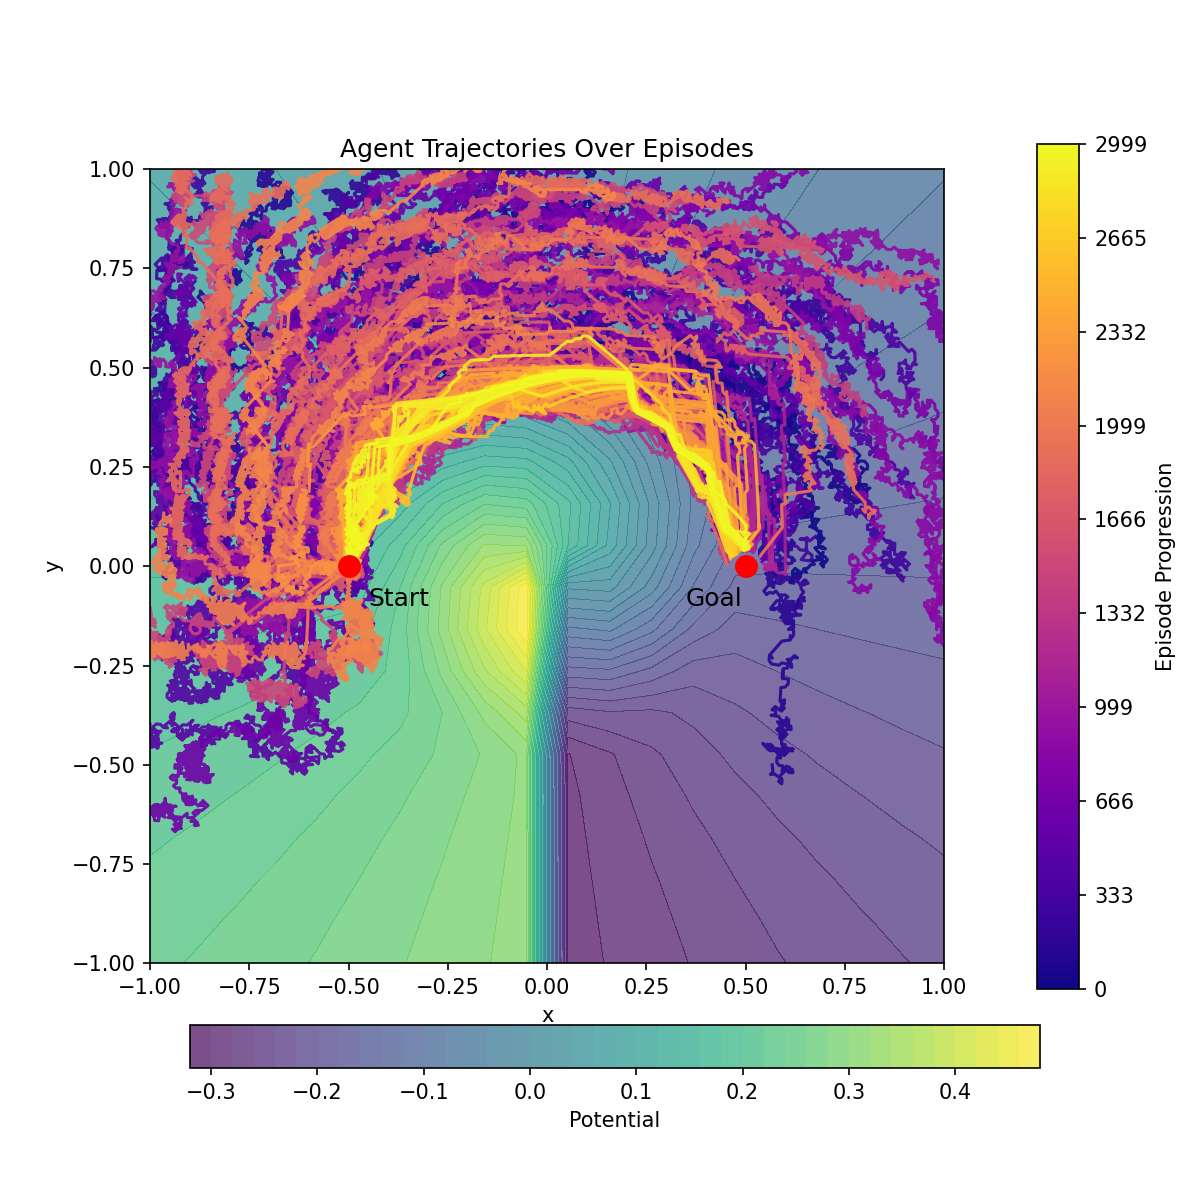 Agent Trajectories Over Episodes
1.00
0.75
0.50
0.25
0.00
−0.25
−0.50
−0.75
−1.00
y
Start
Goal
−1.00 −0.75 −0.50 −0.25 0.00 0.25 0.50 0.75 1.00
x
2999
2665
2332
1999
1666
1332
999
666
333
0
Episode Progression
−0.3 −0.2 −0.1 0.0 0.1 0.2 0.3 0.4
Potential